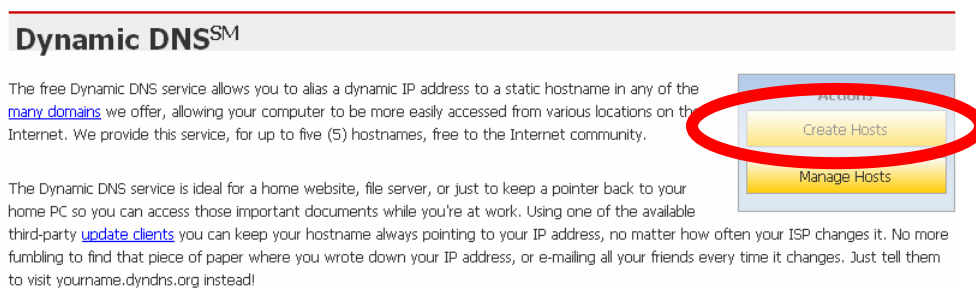 Dynamic DNS℠
The free Dynamic DNS service allows you to alias a dynamic IP address to a static hostname in any of the
many domains we offer, allowing your computer to be more easily accessed from various locations on the
Internet. We provide this service, for up to five (5) hostnames, free to the Internet community.
Actions
Create Hosts
Manage Hosts
The Dynamic DNS service is ideal for a home website, file server, or just to keep a pointer back to your
home PC so you can access those important documents while you're at work. Using one of the available
third-party update clients you can keep your hostname always pointing to your IP address, no matter how often your ISP changes it. No more
fumbling to find that piece of paper where you wrote down your IP address, or e-mailing all your friends every time it changes. Just tell them
to visit yourname.dyndns.org instead!